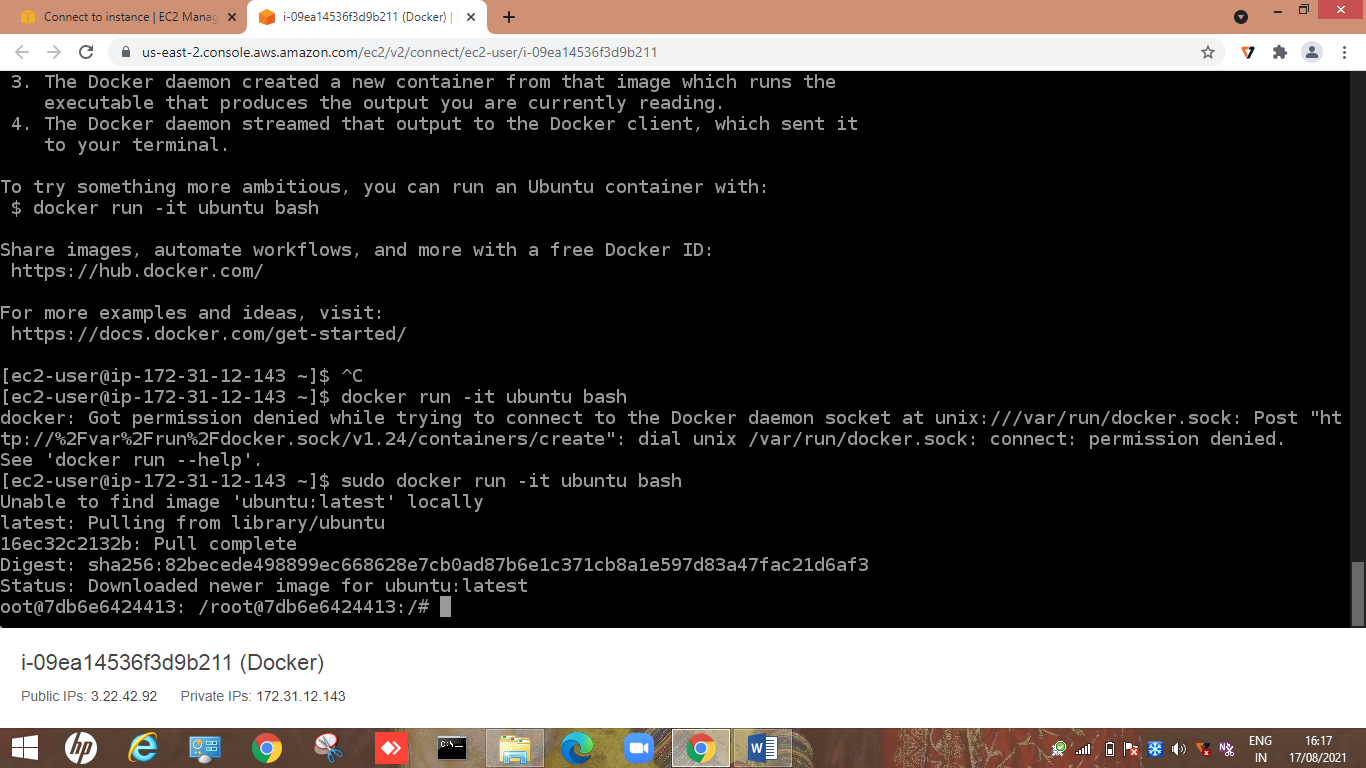 Connect to instance | EC2 Manag
i-09ea14536f3d9b211 (Docker) |
us-east-2.console.aws.amazon.com/ec2/v2/connect/ec2-user/i-09ea14536f3d9b211
3. The Docker daemon created a new container from that image which runs the
executable that produces the output you are currently reading.
4. The Docker daemon streamed that output to the Docker client, which sent it
to your terminal.
To try something more ambitious, you can run an Ubuntu container with:
$ docker run -it ubuntu bash
Share images, automate workflows, and more with a free Docker ID:
https://hub.docker.com/
For more examples and ideas, visit:
https://docs.docker.com/get-started/
[ec2-user@ip-172-31-12-143 ~]$ ^C
[ec2-user@ip-172-31-12-143 ~]$ docker run -it ubuntu bash
docker: Got permission denied while trying to connect to the Docker daemon socket at unix:///var/run/docker.sock: Post "ht
tp://%2Fvar%2Frun%2Fdocker.sock/v1.24/containers/create": dial unix /var/run/docker.sock: connect: permission denied.
See 'docker run --help'.
[ec2-user@ip-172-31-12-143 ~]$ sudo docker run -it ubuntu bash
Unable to find image 'ubuntu:latest' locally
latest: Pulling from library/ubuntu
16ec32c2132b: Pull complete
Digest: sha256:82becede498899ec668628e7cb0ad87b6e1c371cb8a1e597d83a47fac21d6af3
Status: Downloaded newer image for ubuntu:latest
oot@7db6e6424413: /root@7db6e6424413:/#
i-09ea14536f3d9b211 (Docker)
Public IPs: 3.22.42.92 Private IPs: 172.31.12.143
hp
ENG 16:17
IN 17/08/2021